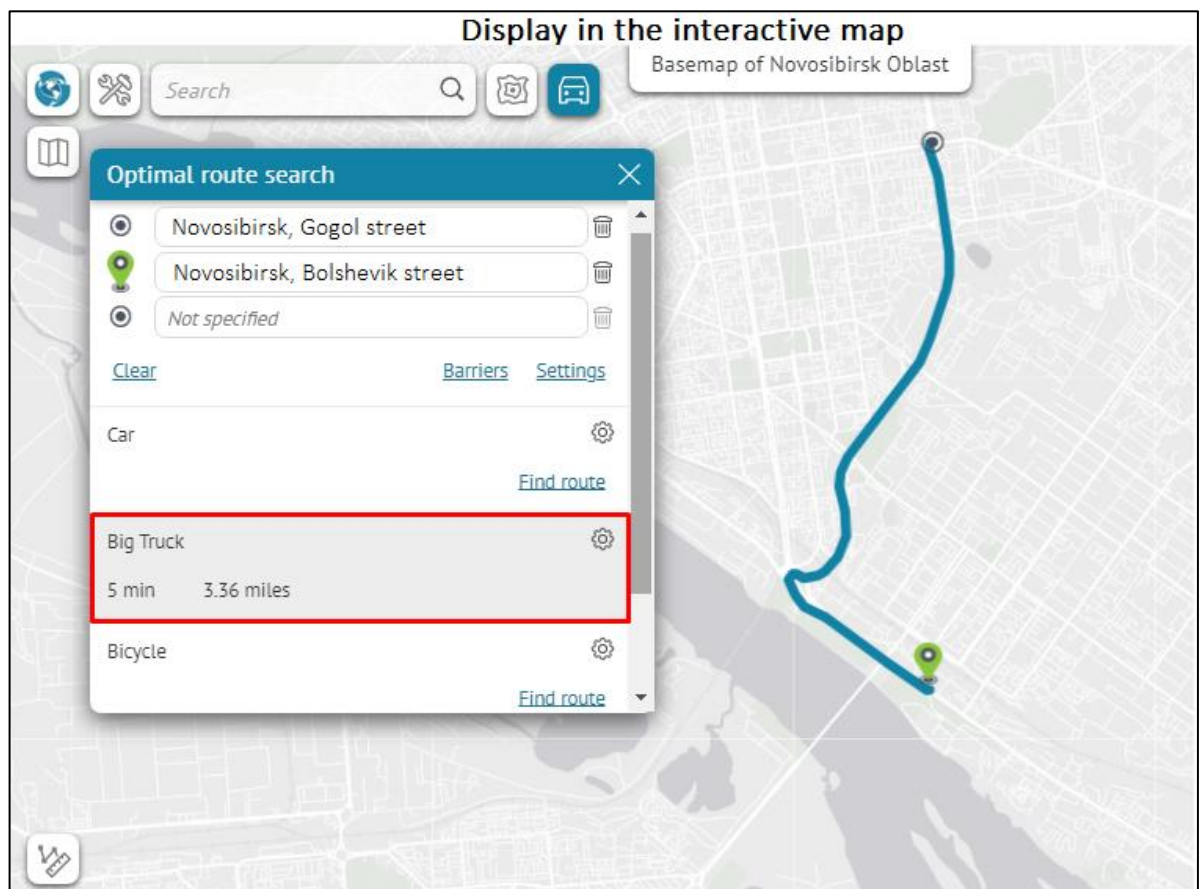 Display in the interactive map
Basemap of Novosibirsk Oblast
Search
Optimal route search
Novosibirsk, Gogol street
Novosibirsk, Bolshevik street
Not specified
Clear Barriers Settings
Car
Find route
Big Truck
5 min 3.36 miles
Bicycle
Find route